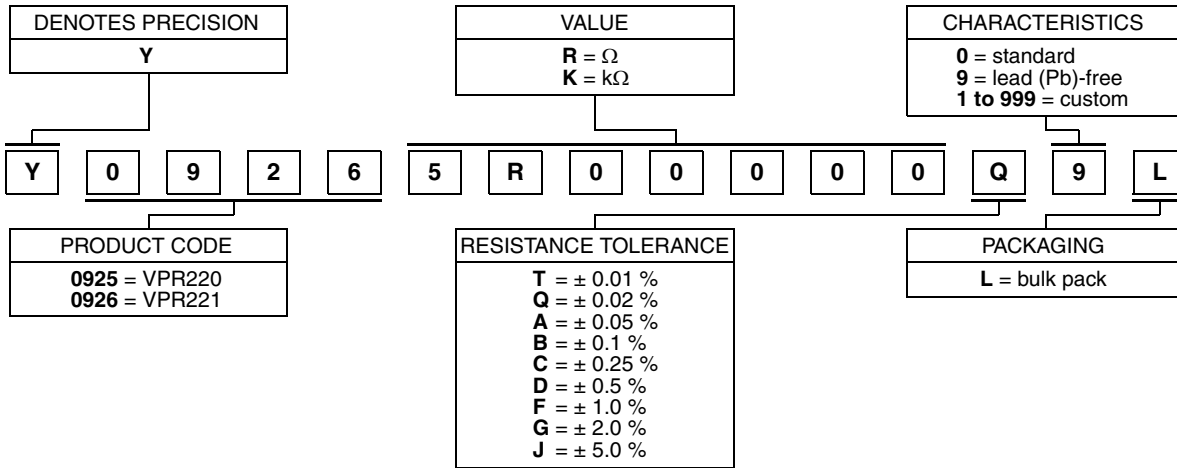 DENOTES PRECISION
Y
VALUE
R = Ω
K = kΩ
CHARACTERISTICS
0 = standard
9 = lead (Pb)-free
1 to 999 = custom
Y 0 9 2 6 5 R 0 0 0 0 0 Q 9 L
PRODUCT CODE
0925 = VPR220
0926 = VPR221
RESISTANCE TOLERANCE
T = ± 0.01 %
Q = ± 0.02 %
A = ± 0.05 %
B = ± 0.1 %
C = ± 0.25 %
D = ± 0.5 %
F = ± 1.0 %
G = ± 2.0 %
J = ± 5.0 %
PACKAGING
L = bulk pack